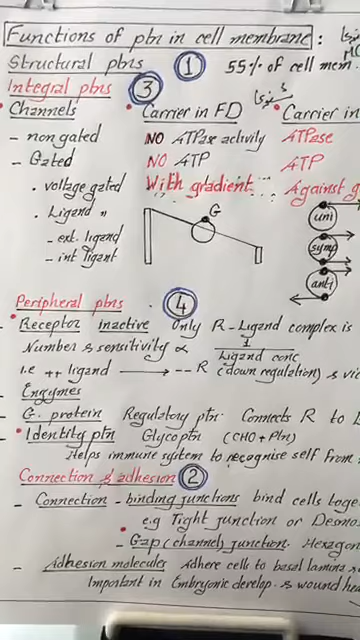 Functions of ptn in cell membrane:
Structural ptns ① 55% of cell mem.
Integral ptns ③
• Channels • Carrier in FD • Carrier in
- non gated NO ATPase activity ATPase
- Gated NO ATP ATP
. voltage gated With gradient Against g
. Ligand " G uni
- ext. ligand symp
- int ligant anti
Peripheral ptns ④
- Receptor Inactive Only R-Ligand complex is
Number & sensitivity ∝ 1/Ligand conc
i.e ++ ligand → -- R (down regulation) & vi
- Enzymes
- G. protein Regulatory ptn. Connects R to
- Identity ptn Glycoptn (CHO + Ptn)
Helps immune system to recognise self from
Connection & adhesion ②
- Connection - binding junctions bind cells toge
e.g Tight junction or Desmo
- Gap (channel) junction. Hexagon
- Adhesion molecules Adhere cells to basal lamina &
Important in Embryonic develop. & wound hea